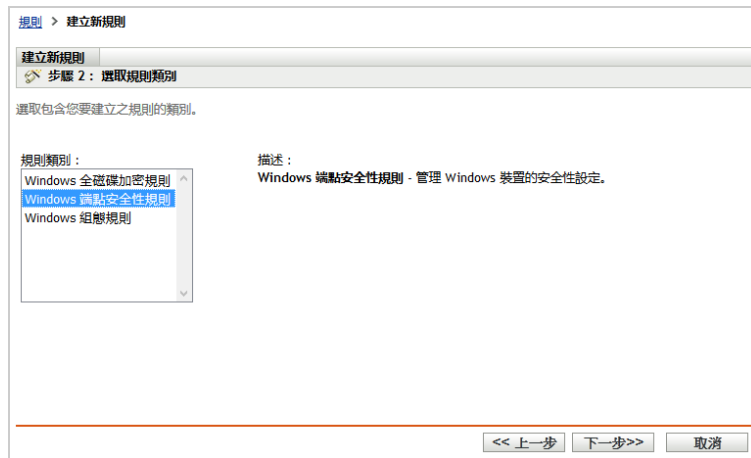 規則 > 建立新規則
建立新規則
步驟 2： 選取規則類別
選取包含您要建立之規則的類別。
規則類別：
Windows 全磁碟加密規則
Windows 端點安全性規則
Windows 組態規則
描述：
Windows 端點安全性規則 - 管理 Windows 裝置的安全性設定。
<< 上一步 下一步>> 取消